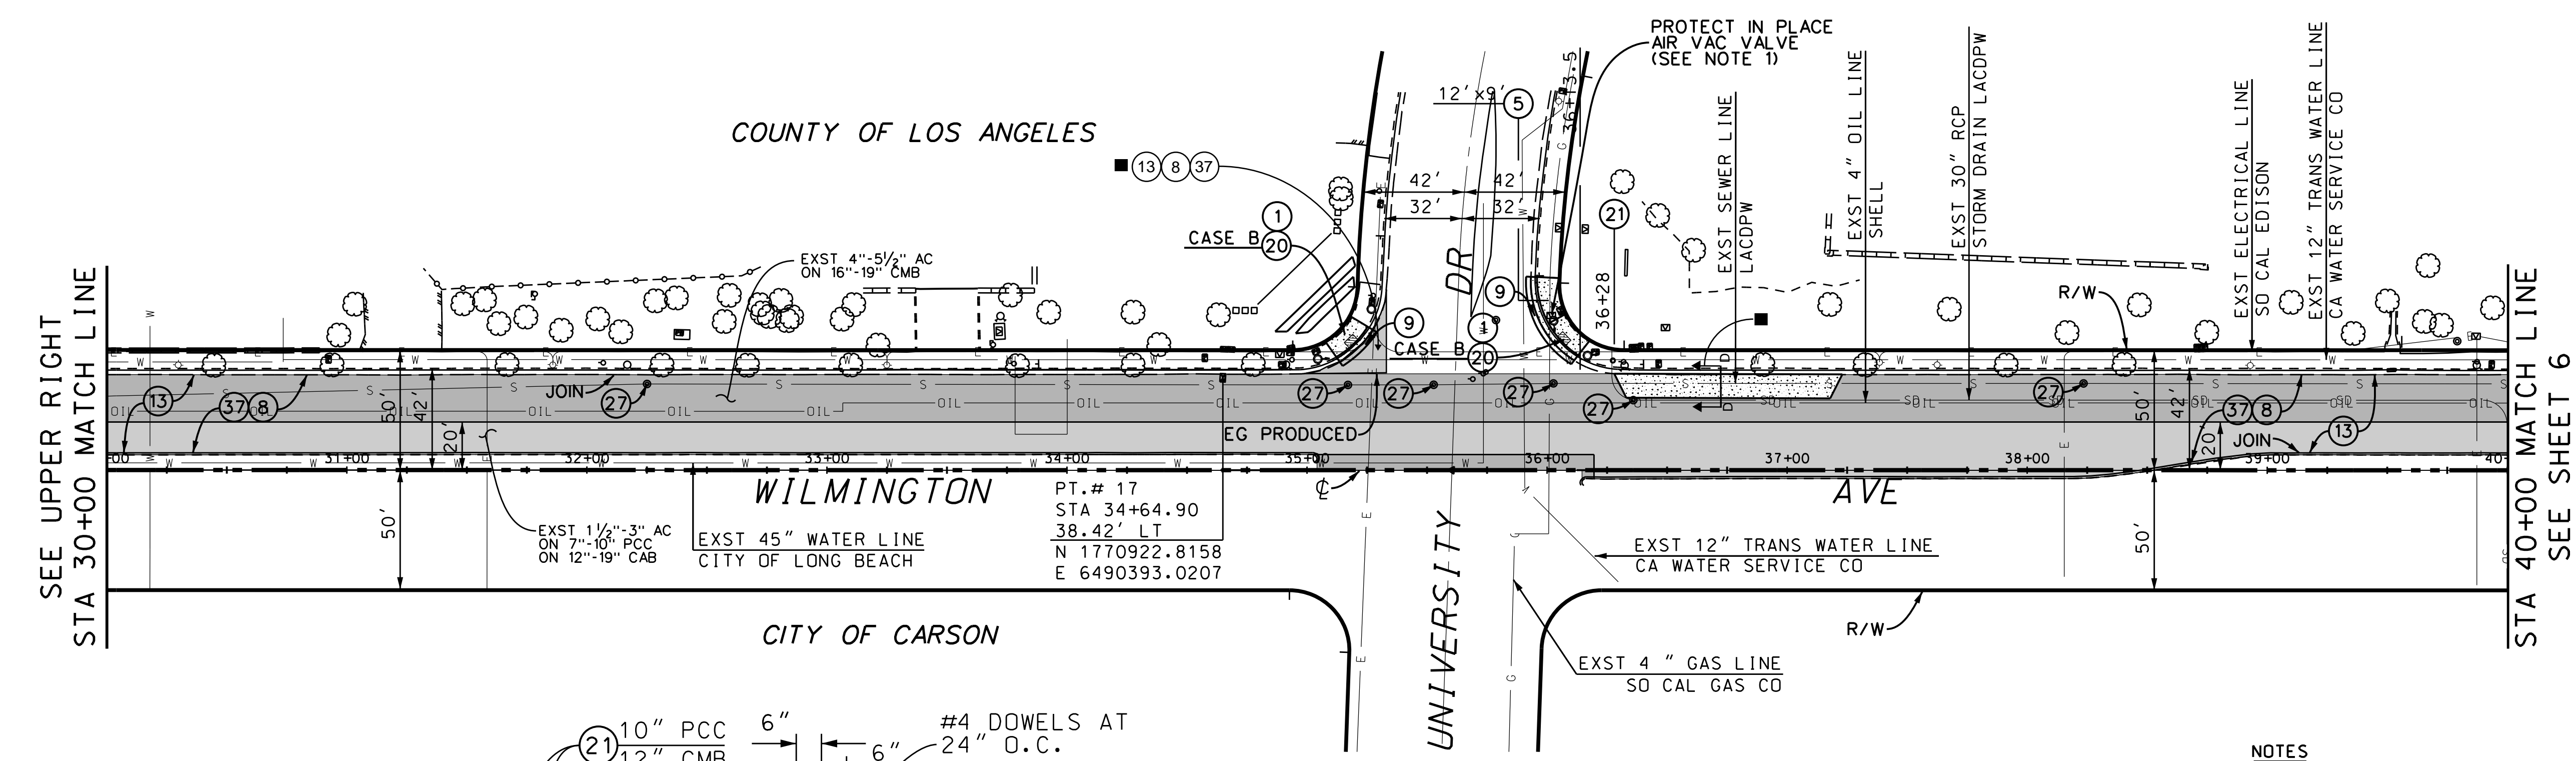 PROTECT IN PLACE
AIR VAC VALVE
(SEE NOTE 1)
12'x9'
5
36+13.5
COUNTY OF LOS ANGELES
13 8 37
42' 42'
32' 32'
1
CASE B 20
21
36+28
EXST SEWER LINE
LACDPW
EXST 4" OIL LINE
SHELL
EXST 30" RCP
STORM DRAIN LACDPW
EXST ELECTRICAL LINE
SO CAL EDISON
EXST 12" TRANS WATER LINE
CA WATER SERVICE CO
EXST 4"-5½" AC
ON 16"-19" CMB
DR
9
9
1
CASE B 20
R/W
SEE UPPER RIGHT
STA 30+00 MATCH LINE
STA 40+00 MATCH LINE
SEE SHEET 6
13
37 8
50'
42'
20'
JOIN
27
27
27
27
27
27
D
D
EG PRODUCED
50'
42'
20'
37 8
JOIN
13
31+00 32+00 33+00 34+00 35+00 36+00 37+00 38+00 39+00
WILMINGTON AVE
℄
PT.# 17
STA 34+64.90
38.42' LT
N 1770922.8158
E 6490393.0207
50'
EXST 1½"-3" AC
ON 7"-10" PCC
ON 12"-19" CAB
EXST 45" WATER LINE
CITY OF LONG BEACH
EXST 12" TRANS WATER LINE
CA WATER SERVICE CO
50'
UNIVERSITY
CITY OF CARSON
R/W
EXST 4 " GAS LINE
SO CAL GAS CO
21 10" PCC
12" CMB
6"
6"
#4 DOWELS AT
24" O.C.
NOTES